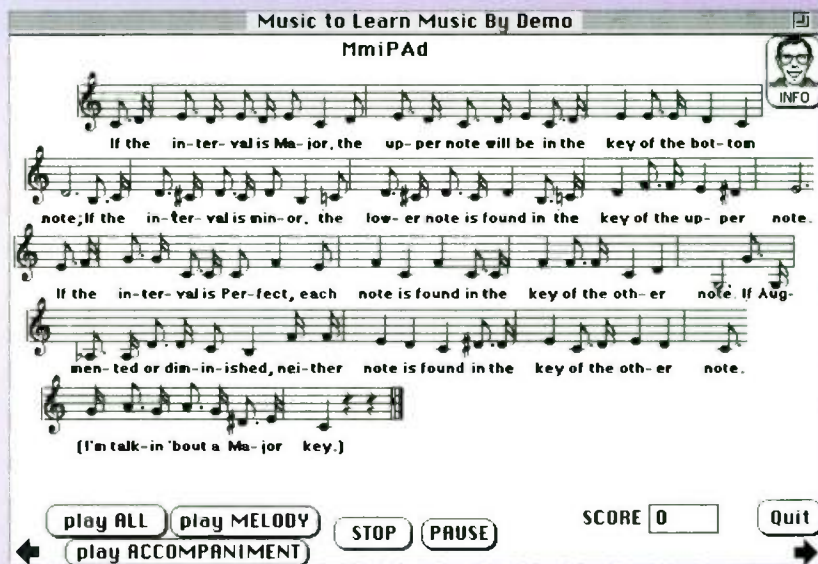 Music to Learn Music By Demo
MmiPAd
INFO
If the in-ter-val is Ma-jor, the up-per note will be in the key of the bot-tom
note; If the in-ter-val is min-or, the low-er note is found in the key of the up-per note.
If the in-ter-val is Per-fect, each note is found in the key of the oth-er note. If Aug-
men-ted or dim-in-ished, nei-ther note is found in the key of the oth-er note.
(I'm talk-in 'bout a Ma-jor key.)
play ALL play MELODY STOP PAUSE SCORE 0 Quit
play ACCOMPANIMENT